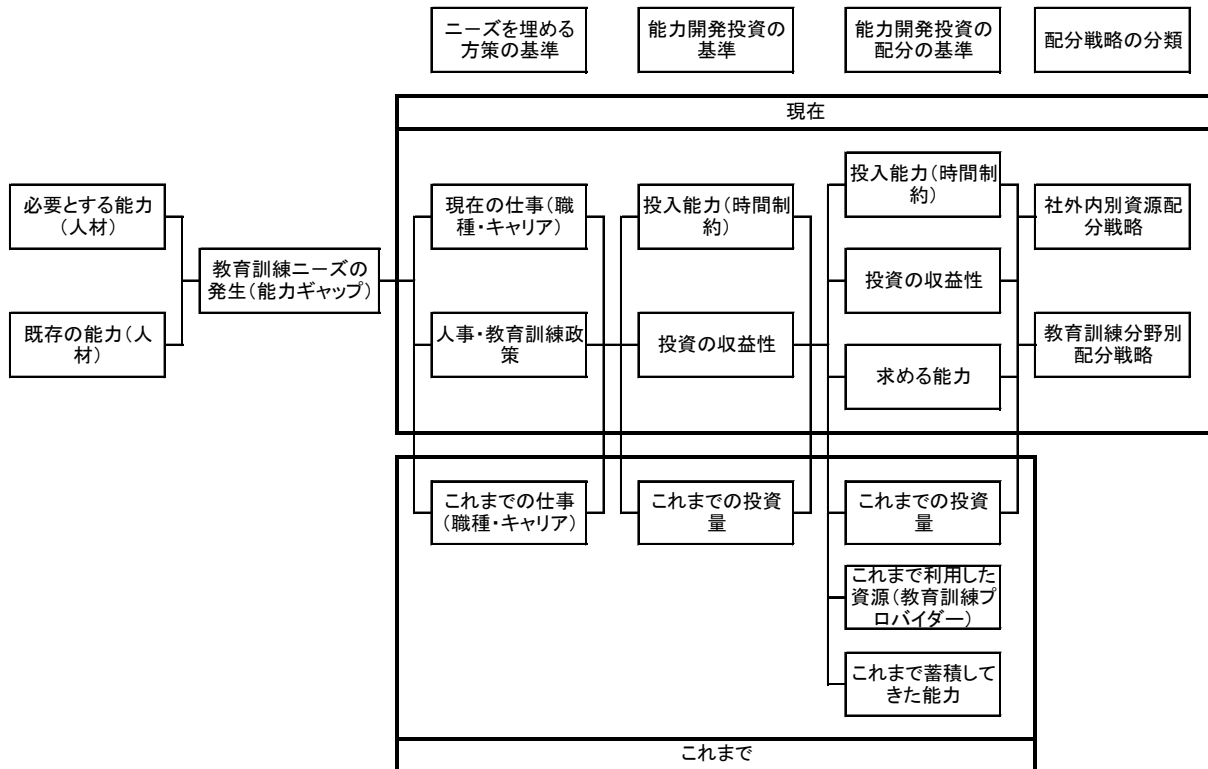 ニーズを埋める
方策の基準
能力開発投資の
基準
能力開発投資の
配分の基準
配分戦略の分類
現在
必要とする能力
(人材)
既存の能力(人
材)
教育訓練ニーズの
発生(能力ギャップ)
現在の仕事(職
種・キャリア)
人事・教育訓練政
策
投入能力(時間制
約)
投資の収益性
投入能力(時間制
約)
投資の収益性
求める能力
社外内別資源配
分戦略
教育訓練分野別
配分戦略
これまでの仕事
(職種・キャリア)
これまでの投資
量
これまでの投資
量
これまで利用した
資源(教育訓練プ
ロバイダー)
これまで蓄積して
きた能力
これまで